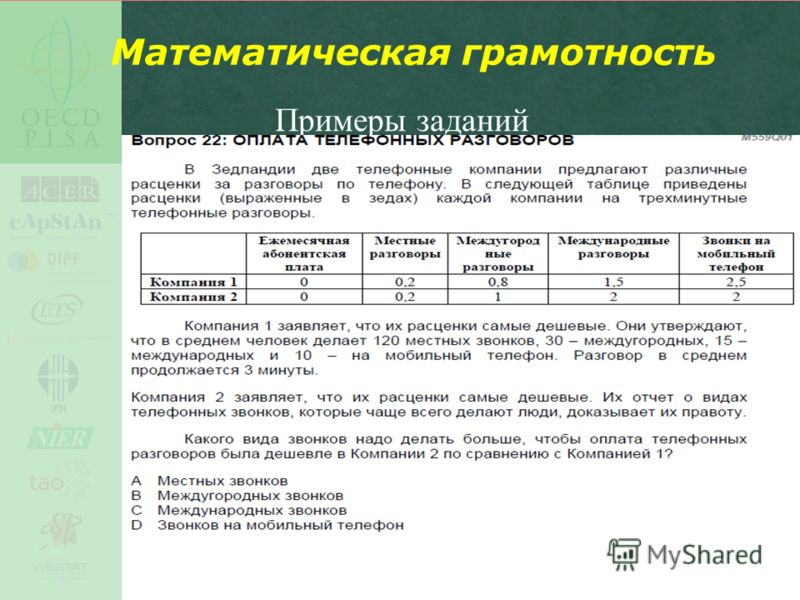 Математическая грамотность
Примеры заданий
OECD
PISA
ACER
cApStAn
DIPF
ETS
IPN
NIER
tao
WESTAT
Вопрос 22: ОПЛАТА ТЕЛЕФОННЫХ РАЗГОВОРОВ
M559Q01
В Зедландии две телефонные компании предлагают различные
расценки за разговоры по телефону. В следующей таблице приведены
расценки (выраженные в зедах) каждой компании на трехминутные
телефонные разговоры.
Ежемесячная абонентская плата Местные разговоры Междугород ные разговоры Международные разговоры Звонки на мобильный телефон
Компания 1 0 0,2 0,8 1,5 2,5
Компания 2 0 0,2 1 2 2
Компания 1 заявляет, что их расценки самые дешевые. Они утверждают,
что в среднем человек делает 120 местных звонков, 30 – междугородных, 15 –
международных и 10 – на мобильный телефон. Разговор в среднем
продолжается 3 минуты.
Компания 2 заявляет, что их расценки самые дешевые. Их отчет о видах
телефонных звонков, которые чаще всего делают люди, доказывает их правоту.
Какого вида звонков надо делать больше, чтобы оплата телефонных
разговоров была дешевле в Компании 2 по сравнению с Компанией 1?
A Местных звонков
B Междугородных звонков
C Международных звонков
D Звонков на мобильный телефон
MyShared